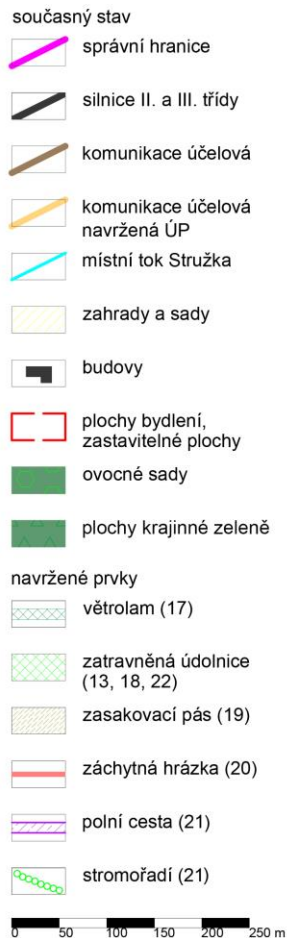 současný stav
správní hranice
silnice II. a III. třídy
komunikace účelová
komunikace účelová
navržená ÚP
místní tok Stružka
zahrady a sady
budovy
plochy bydlení,
zastavitelné plochy
ovocné sady
plochy krajinné zeleně
navržené prvky
větrolam (17)
zatravněná údolnice
(13, 18, 22)
zasakovací pás (19)
záchytná hrázka (20)
polní cesta (21)
stromořadí (21)
0 50 100 150 200 250 m